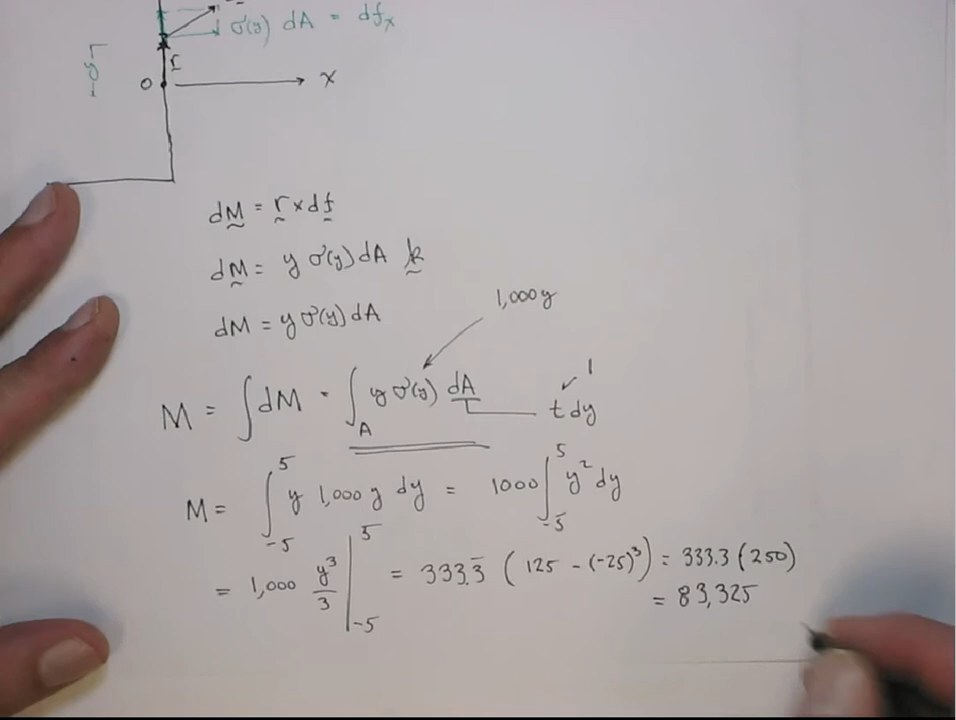 σ(y) dA = df_x
y
r
O
x
dM = r x df
dM = y σ(y) dA k
1,000y
dM = y σ(y) dA
1
M = ∫ dM = ∫_A y σ(y) dA
t dy
M = ∫_{-5}^{5} y 1,000 y dy = 1000 ∫_{-5}^{5} y² dy
= 1,000 y³/3 |_{-5}^{5} = 333.3̄ ( 125 - (-25)³ ) = 333.3 (250)
= 83,325